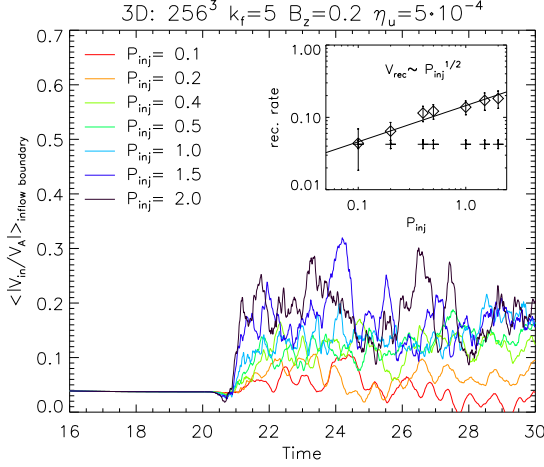 3D: 256³ k_f=5 B_z=0.2 η_u=5·10⁻⁴
<|V_in/V_A|>_inflow boundary
0.7
0.6
0.5
0.4
0.3
0.2
0.1
0.0
P_inj= 0.1
P_inj= 0.2
P_inj= 0.4
P_inj= 0.5
P_inj= 1.0
P_inj= 1.5
P_inj= 2.0
rec. rate
1.00
0.10
0.01
V_rec~ P_inj^1/2
0.1
1.0
P_inj
16
18
20
22
24
26
28
30
Time